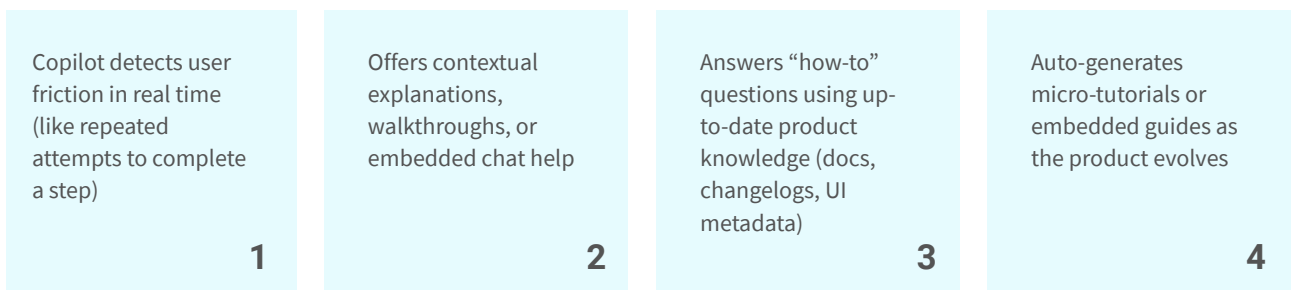 Copilot detects user
friction in real time
(like repeated
attempts to complete
a step)
1
Offers contextual
explanations,
walkthroughs, or
embedded chat help
2
Answers “how-to”
questions using up-
to-date product
knowledge (docs,
changelogs, UI
metadata)
3
Auto-generates
micro-tutorials or
embedded guides as
the product evolves
4